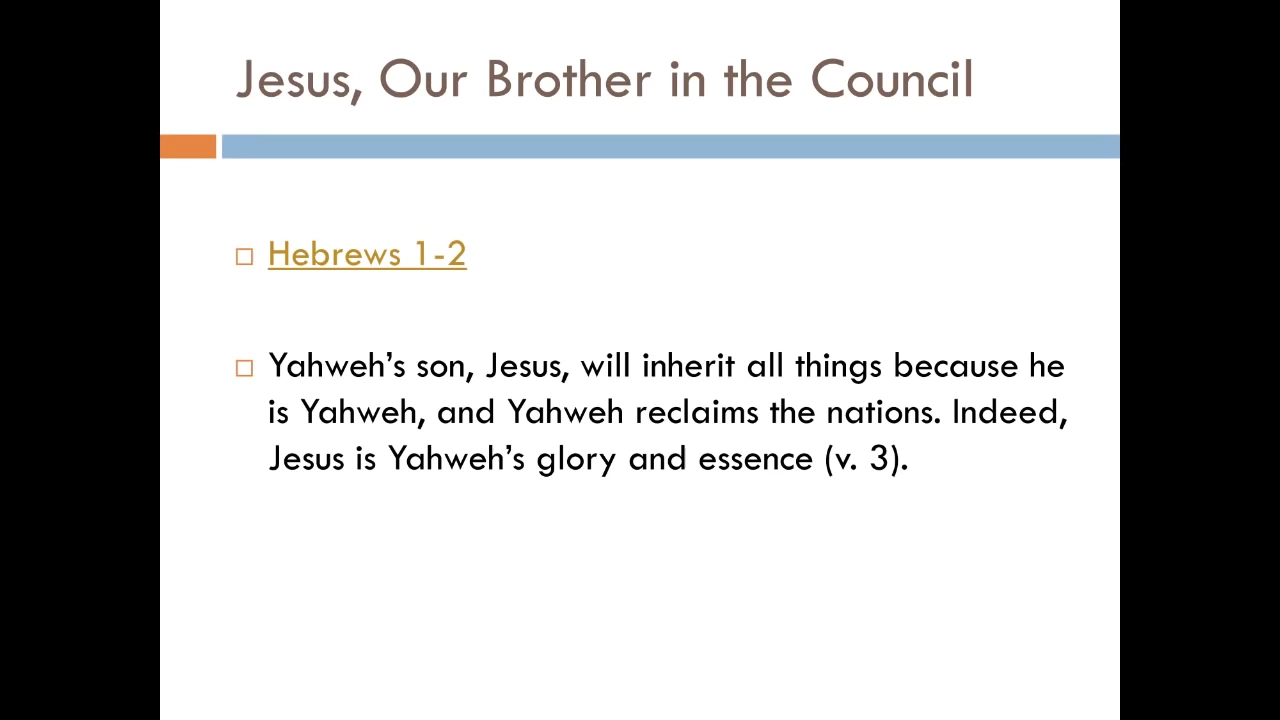 Jesus, Our Brother in the Council
Hebrews 1-2
Yahweh’s son, Jesus, will inherit all things because he
is Yahweh, and Yahweh reclaims the nations. Indeed,
Jesus is Yahweh’s glory and essence (v. 3).